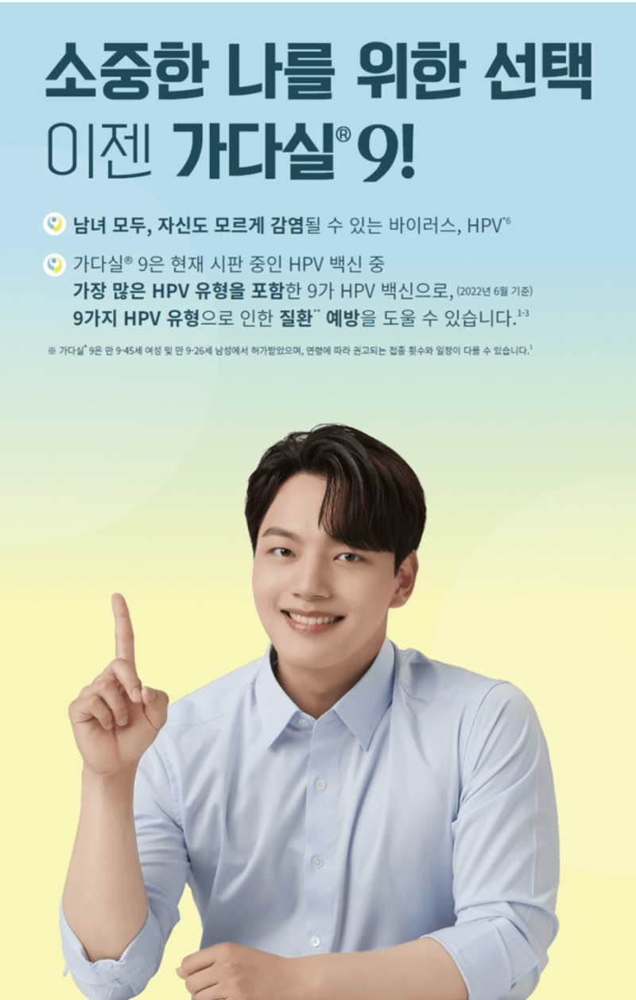 소중한 나를 위한 선택
이젠 가다실® 9!
남녀 모두, 자신도 모르게 감염될 수 있는 바이러스, HPV*6
가다실® 9은 현재 시판 중인 HPV 백신 중
가장 많은 HPV 유형을 포함한 9가 HPV 백신으로, (2022년 6월 기준)
9가지 HPV 유형으로 인한 질환** 예방을 도울 수 있습니다.1-3
※ 가다실® 9은 만 9-45세 여성 및 만 9-26세 남성에서 허가받았으며, 연령에 따라 권고되는 접종 횟수와 일정이 다를 수 있습니다.1